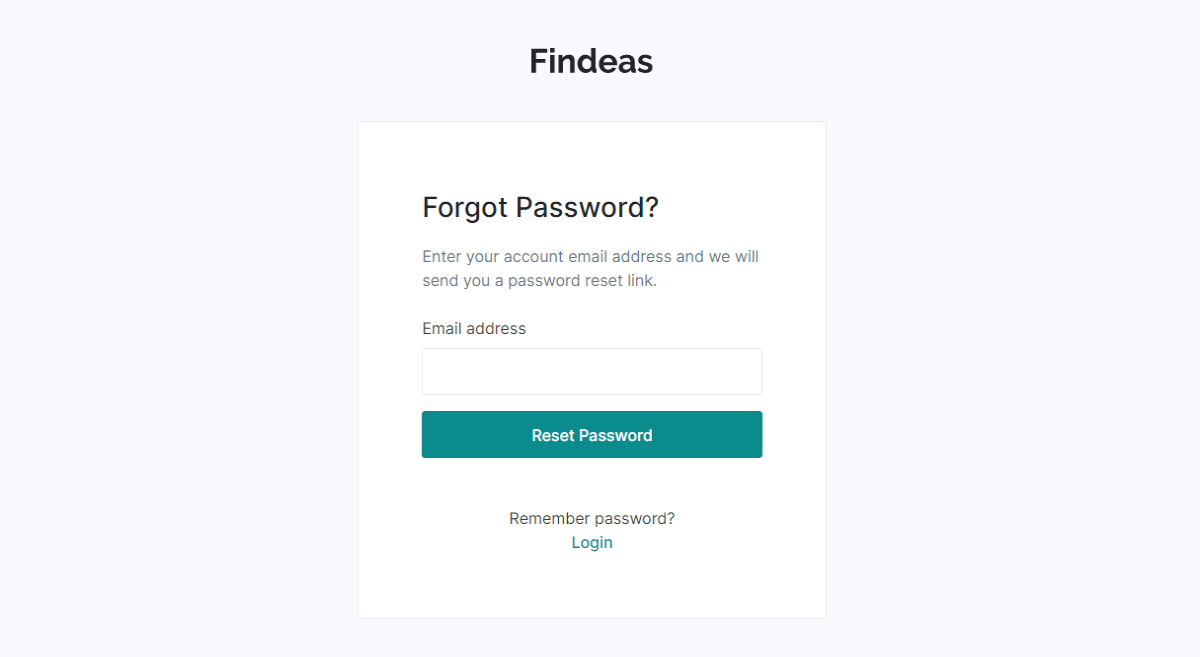 Findeas
Forgot Password?
Enter your account email address and we will
send you a password reset link.
Email address
Reset Password
Remember password?
Login